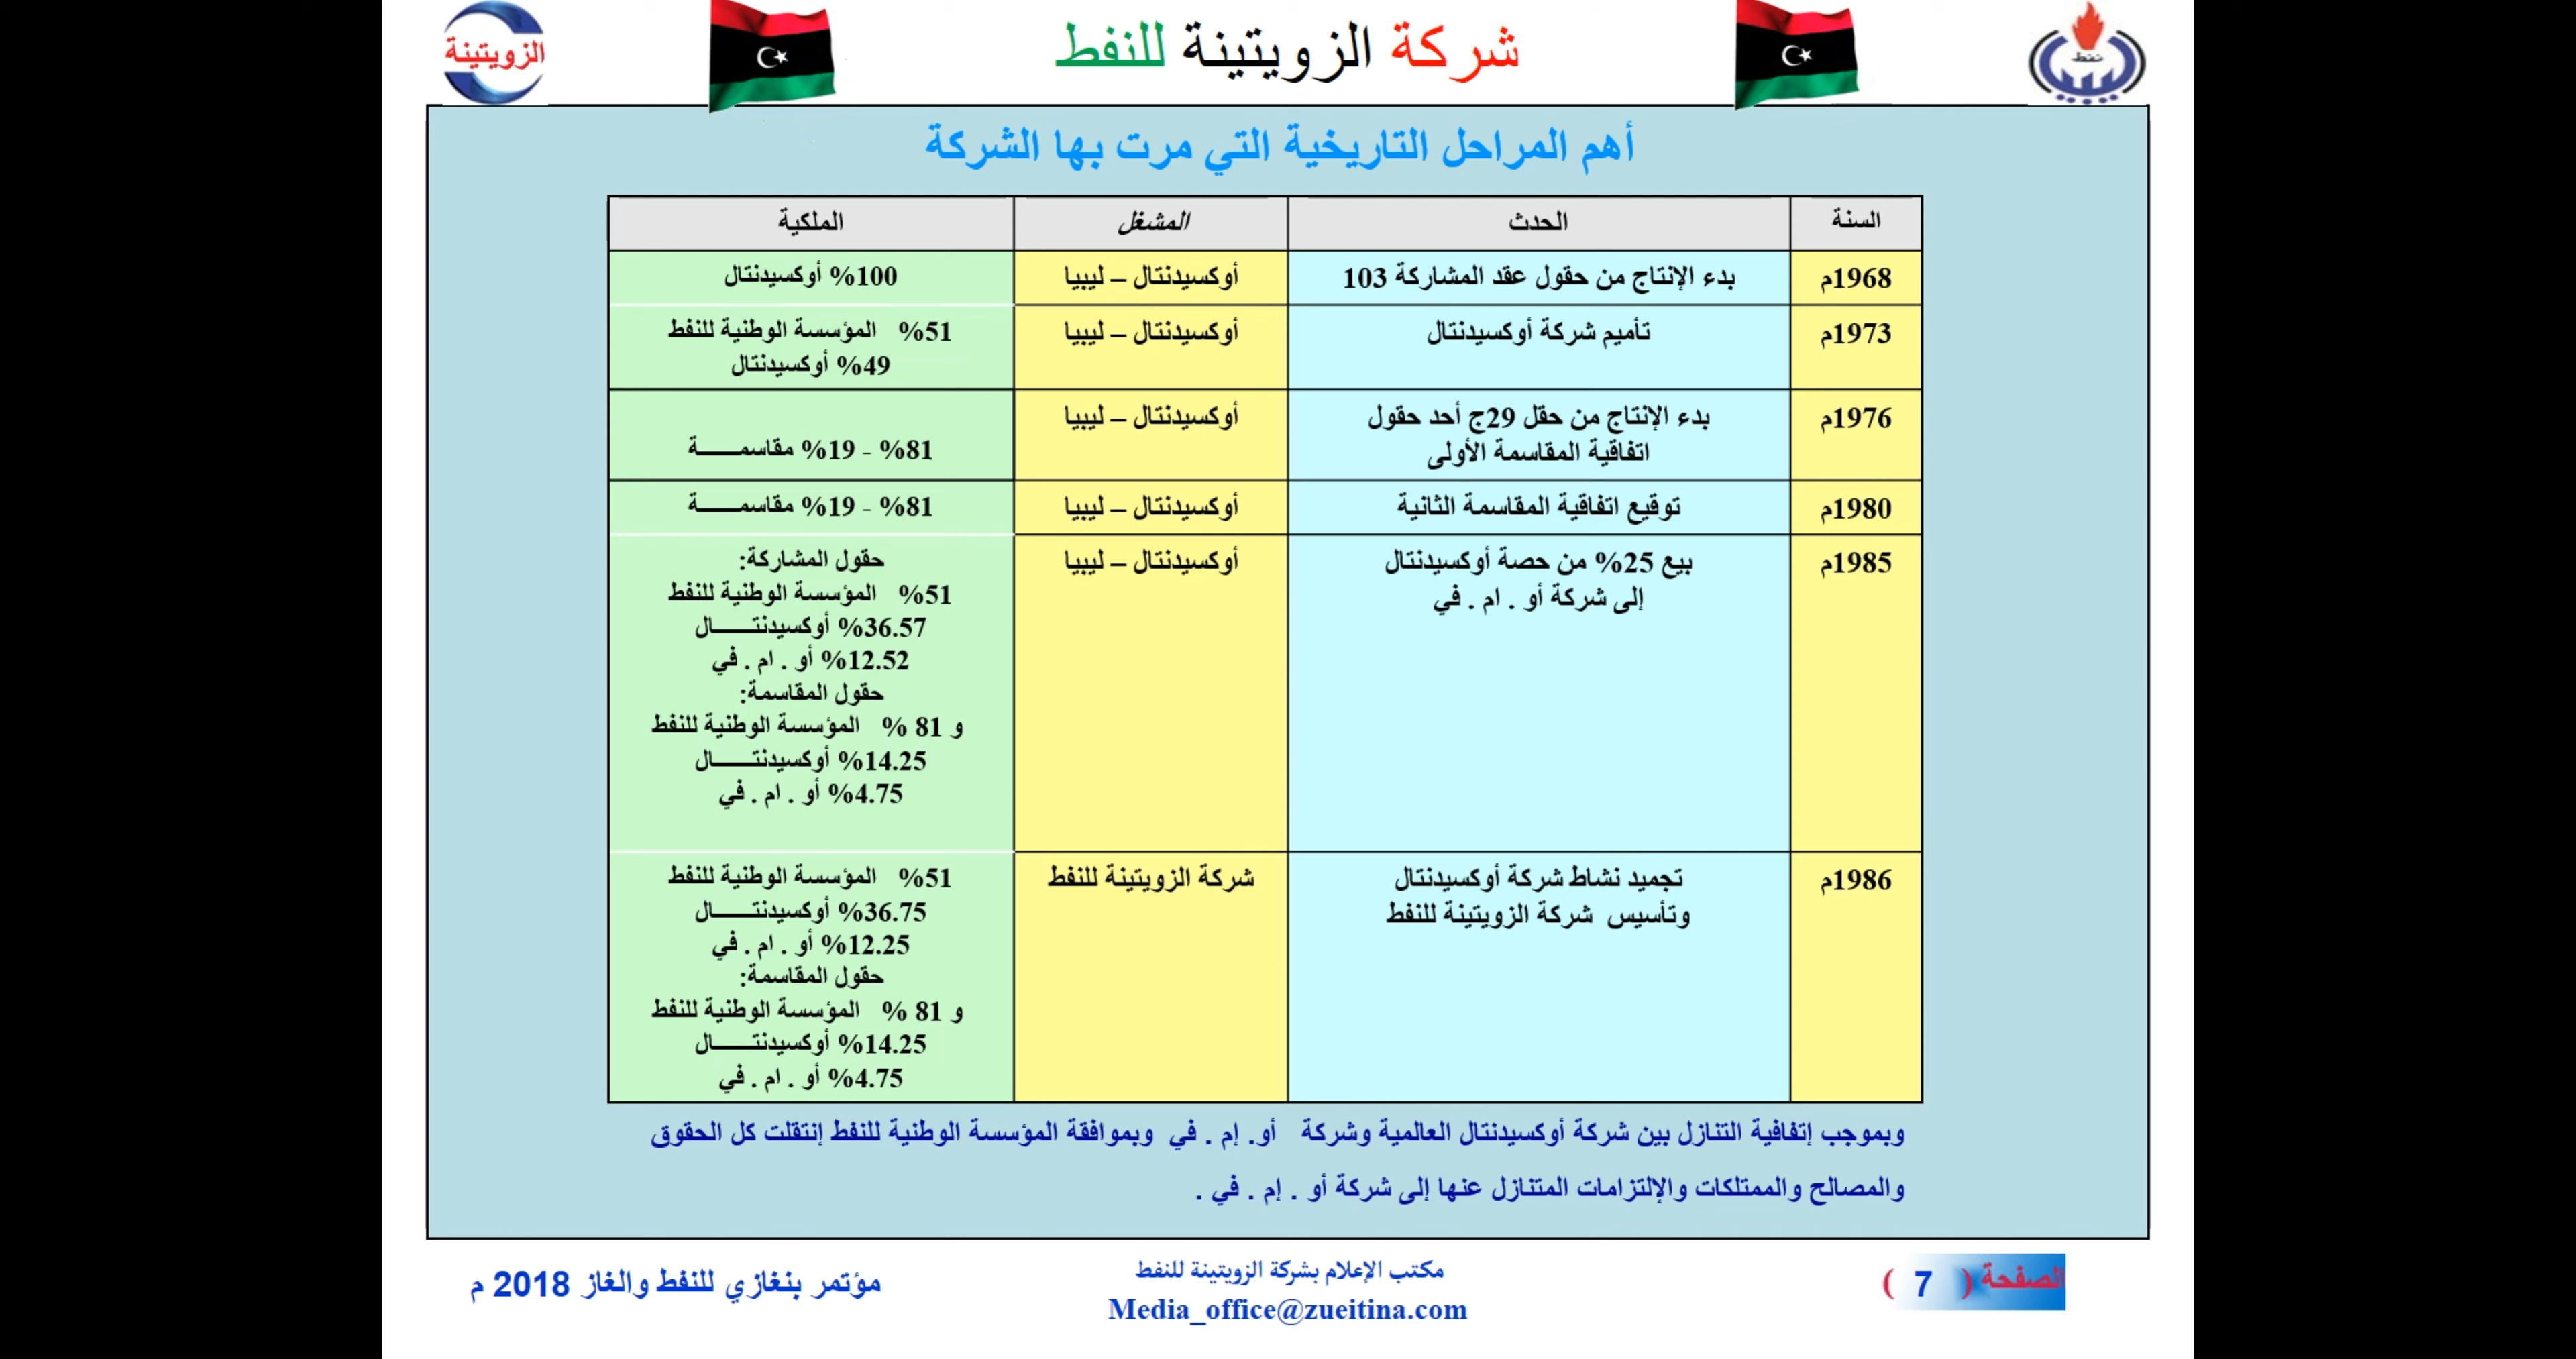 الزويتينة
شركة الزويتينة للنفط
نفط
أهم المراحل التاريخية التي مرت بها الشركة
السنة الحدث المشغل الملكية
1968م بدء الإنتاج من حقول عقد المشاركة 103 أوكسيدنتال – ليبيا 100% أوكسيدنتال
1973م تأميم شركة أوكسيدنتال أوكسيدنتال – ليبيا 51% المؤسسة الوطنية للنفط
49% أوكسيدنتال
1976م بدء الإنتاج من حقل 29ج أحد حقول أوكسيدنتال – ليبيا
اتفاقية المقاسمة الأولى 81% - 19% مقاسمـــــة
1980م توقيع اتفاقية المقاسمة الثانية أوكسيدنتال – ليبيا 81% - 19% مقاسمـــــة
1985م بيع 25% من حصة أوكسيدنتال أوكسيدنتال – ليبيا حقول المشاركة:
إلى شركة أو . ام . في 51% المؤسسة الوطنية للنفط
36.57% أوكسيدنتـــــال
12.52% أو . ام . في
حقول المقاسمة:
و 81 % المؤسسة الوطنية للنفط
14.25% أوكسيدنتـــــال
4.75% أو . ام . في
1986م تجميد نشاط شركة أوكسيدنتال شركة الزويتينة للنفط 51% المؤسسة الوطنية للنفط
وتأسيس شركة الزويتينة للنفط 36.75% أوكسيدنتـــــال
12.25% أو . ام . في
حقول المقاسمة:
و 81 % المؤسسة الوطنية للنفط
14.25% أوكسيدنتـــــال
4.75% أو . ام . في
وبموجب إتفاقية التنازل بين شركة أوكسيدنتال العالمية وشركة أو. إم . في وبموافقة المؤسسة الوطنية للنفط إنتقلت كل الحقوق
والمصالح والممتلكات والإلتزامات المتنازل عنها إلى شركة أو . إم . في .
الصفحة ( 7 )
مكتب الإعلام بشركة الزويتينة للنفط
Media_office@zueitina.com
مؤتمر بنغازي للنفط والغاز 2018 م